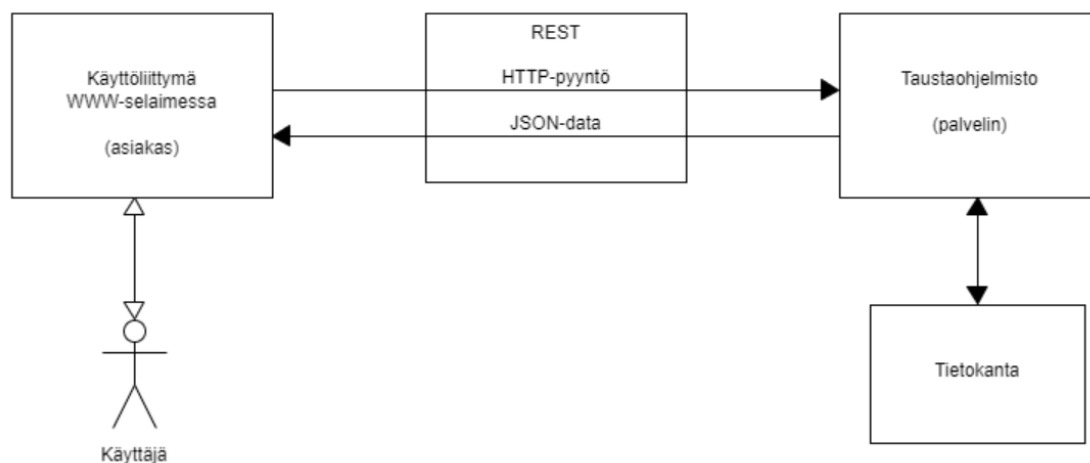 Käyttöliittymä
WWW-selaimessa
(asiakas)
REST
HTTP-pyyntö
JSON-data
Taustaohjelmisto
(palvelin)
Tietokanta
Käyttäjä